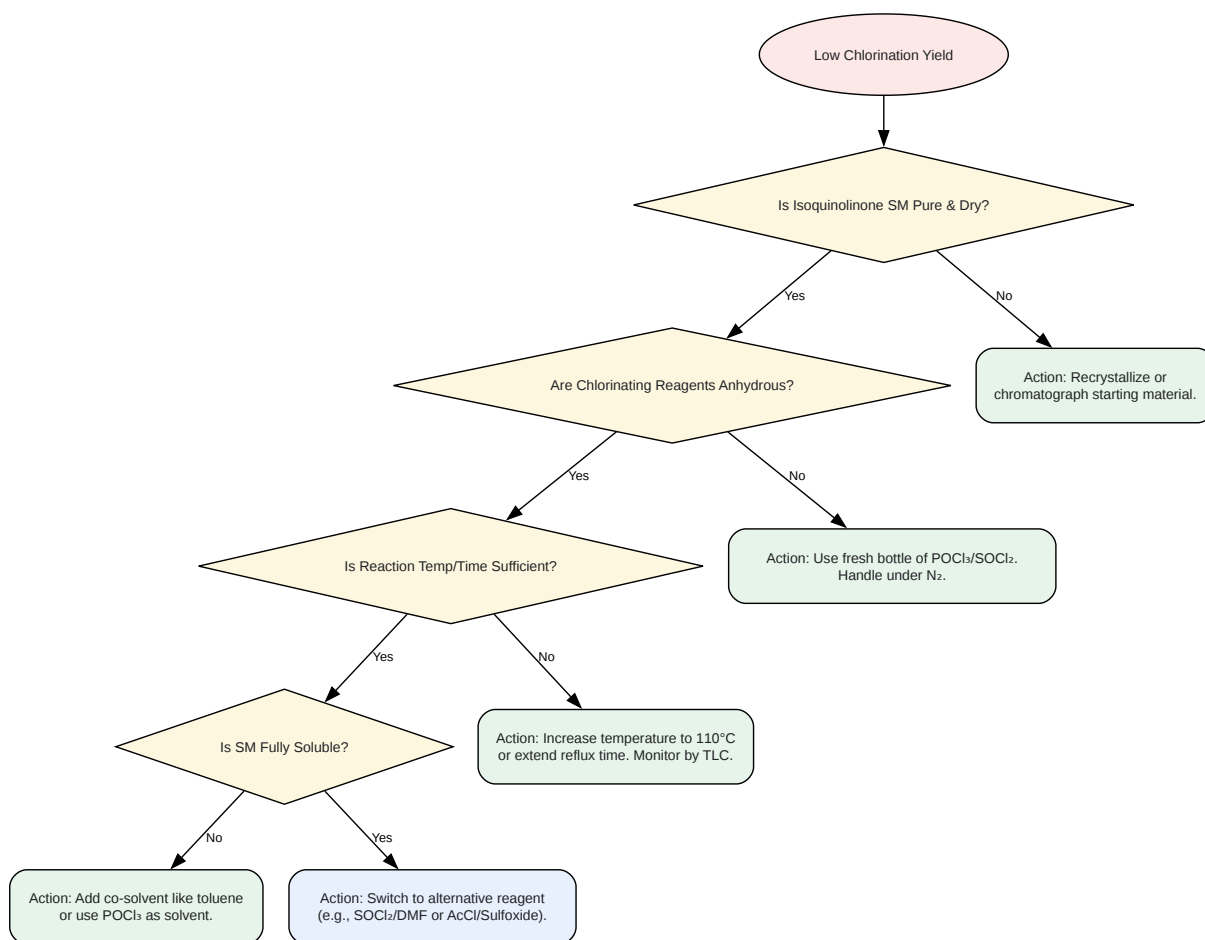 Low Chlorination Yield
Is Isoquinolinone SM Pure & Dry?
Yes
No
Are Chlorinating Reagents Anhydrous?
Action: Recrystallize or
chromatograph starting material.
Yes
No
Is Reaction Temp/Time Sufficient?
Action: Use fresh bottle of POCl₃/SOCl₂.
Handle under N₂.
Yes
No
Is SM Fully Soluble?
Action: Increase temperature to 110°C
or extend reflux time. Monitor by TLC.
No
Yes
Action: Add co-solvent like toluene
or use POCl₃ as solvent.
Action: Switch to alternative reagent
(e.g., SOCl₂/DMF or AcCl/Sulfoxide).